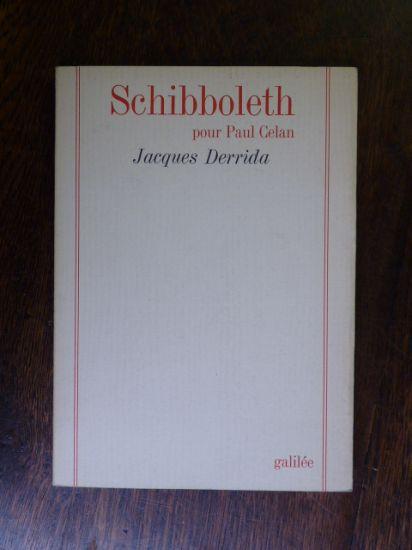 Schibboleth
pour Paul Celan
Jacques Derrida
galilée